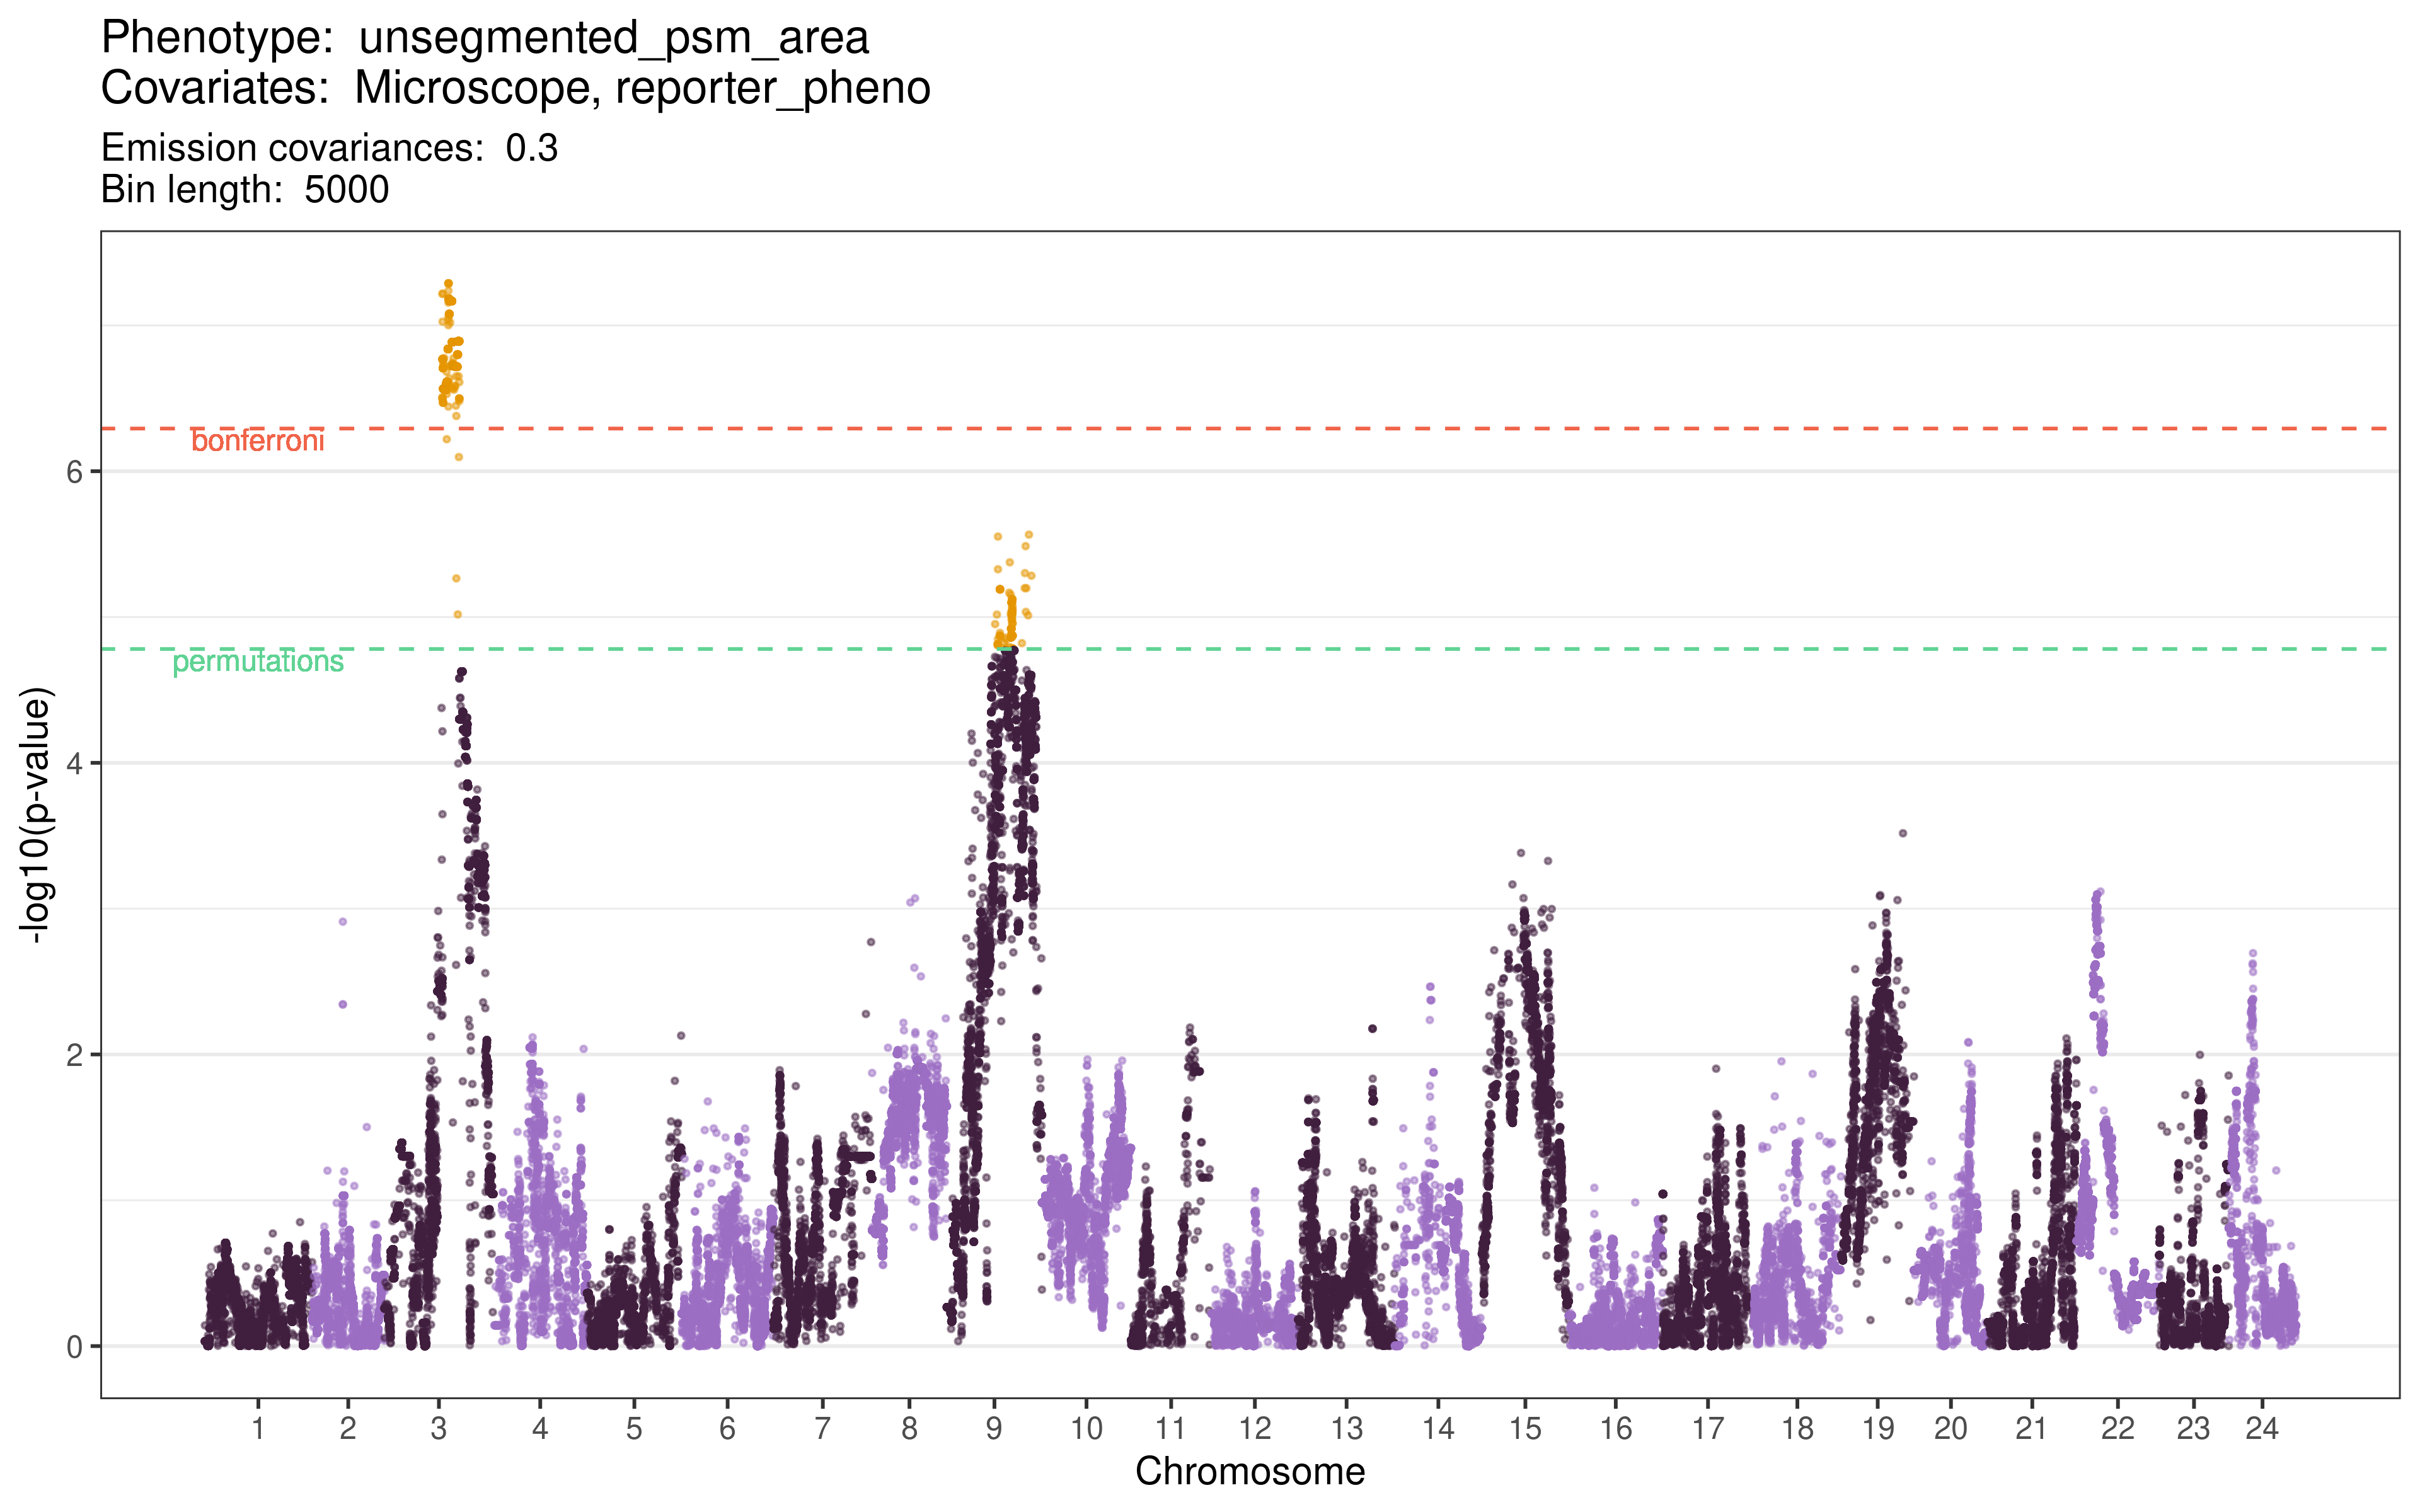 Phenotype:  unsegmented_psm_area
Covariates:  Microscope, reporter_pheno
Emission covariances:  0.3
Bin length:  5000
bonferroni
6
permutations
-log10(p-value)
4
2
0
1 2 3 4 5 6 7 8 9 10 11 12 13 14 15 16 17 18 19 20 21 22 23 24
Chromosome